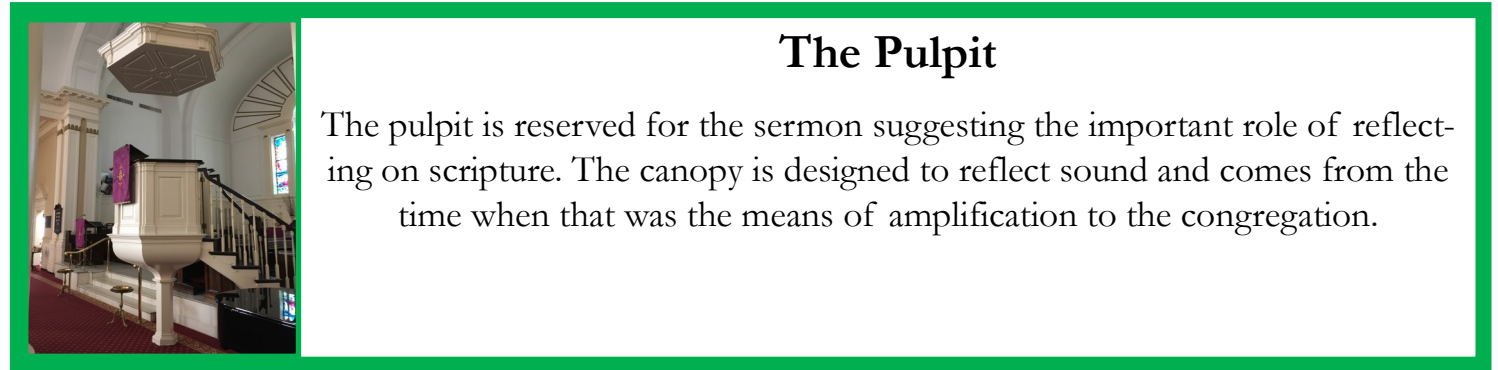 The Pulpit
The pulpit is reserved for the sermon suggesting the important role of reflect-
ing on scripture. The canopy is designed to reflect sound and comes from the
time when that was the means of amplification to the congregation.